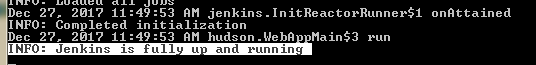 INFO: Loaded all jobs
Dec 27, 2017 11:49:53 AM jenkins.InitReactorRunner$1 onAttained
INFO: Completed initialization
Dec 27, 2017 11:49:53 AM hudson.WebAppMain$3 run
INFO: Jenkins is fully up and running